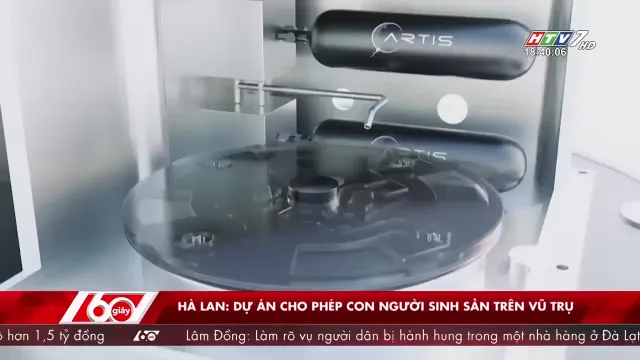 ARTIS
HTV7 HD
18:40:06
ARTIS
60 giây
HÀ LAN: DỰ ÁN CHO PHÉP CON NGƯỜI SINH SẢN TRÊN VŨ TRỤ
hơn 1,5 tỷ đồng 60 Lâm Đồng: Làm rõ vụ người dân bị hành hung trong một nhà hàng ở Đà Lạt